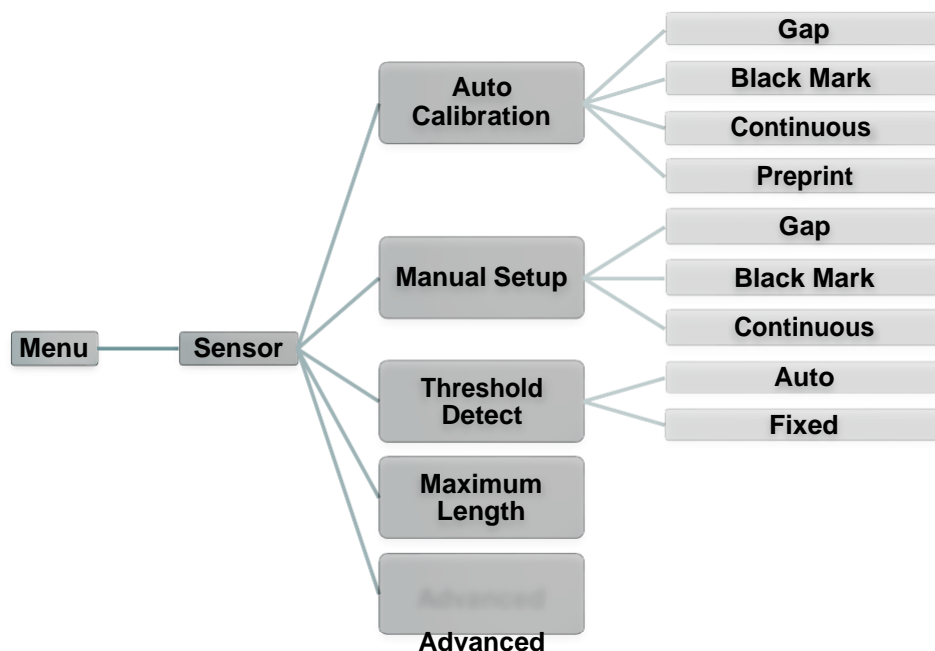 Menu
Sensor
Auto
Calibration
Gap
Black Mark
Continuous
Preprint
Manual Setup
Gap
Black Mark
Continuous
Threshold
Detect
Auto
Fixed
Maximum
Length
Advanced